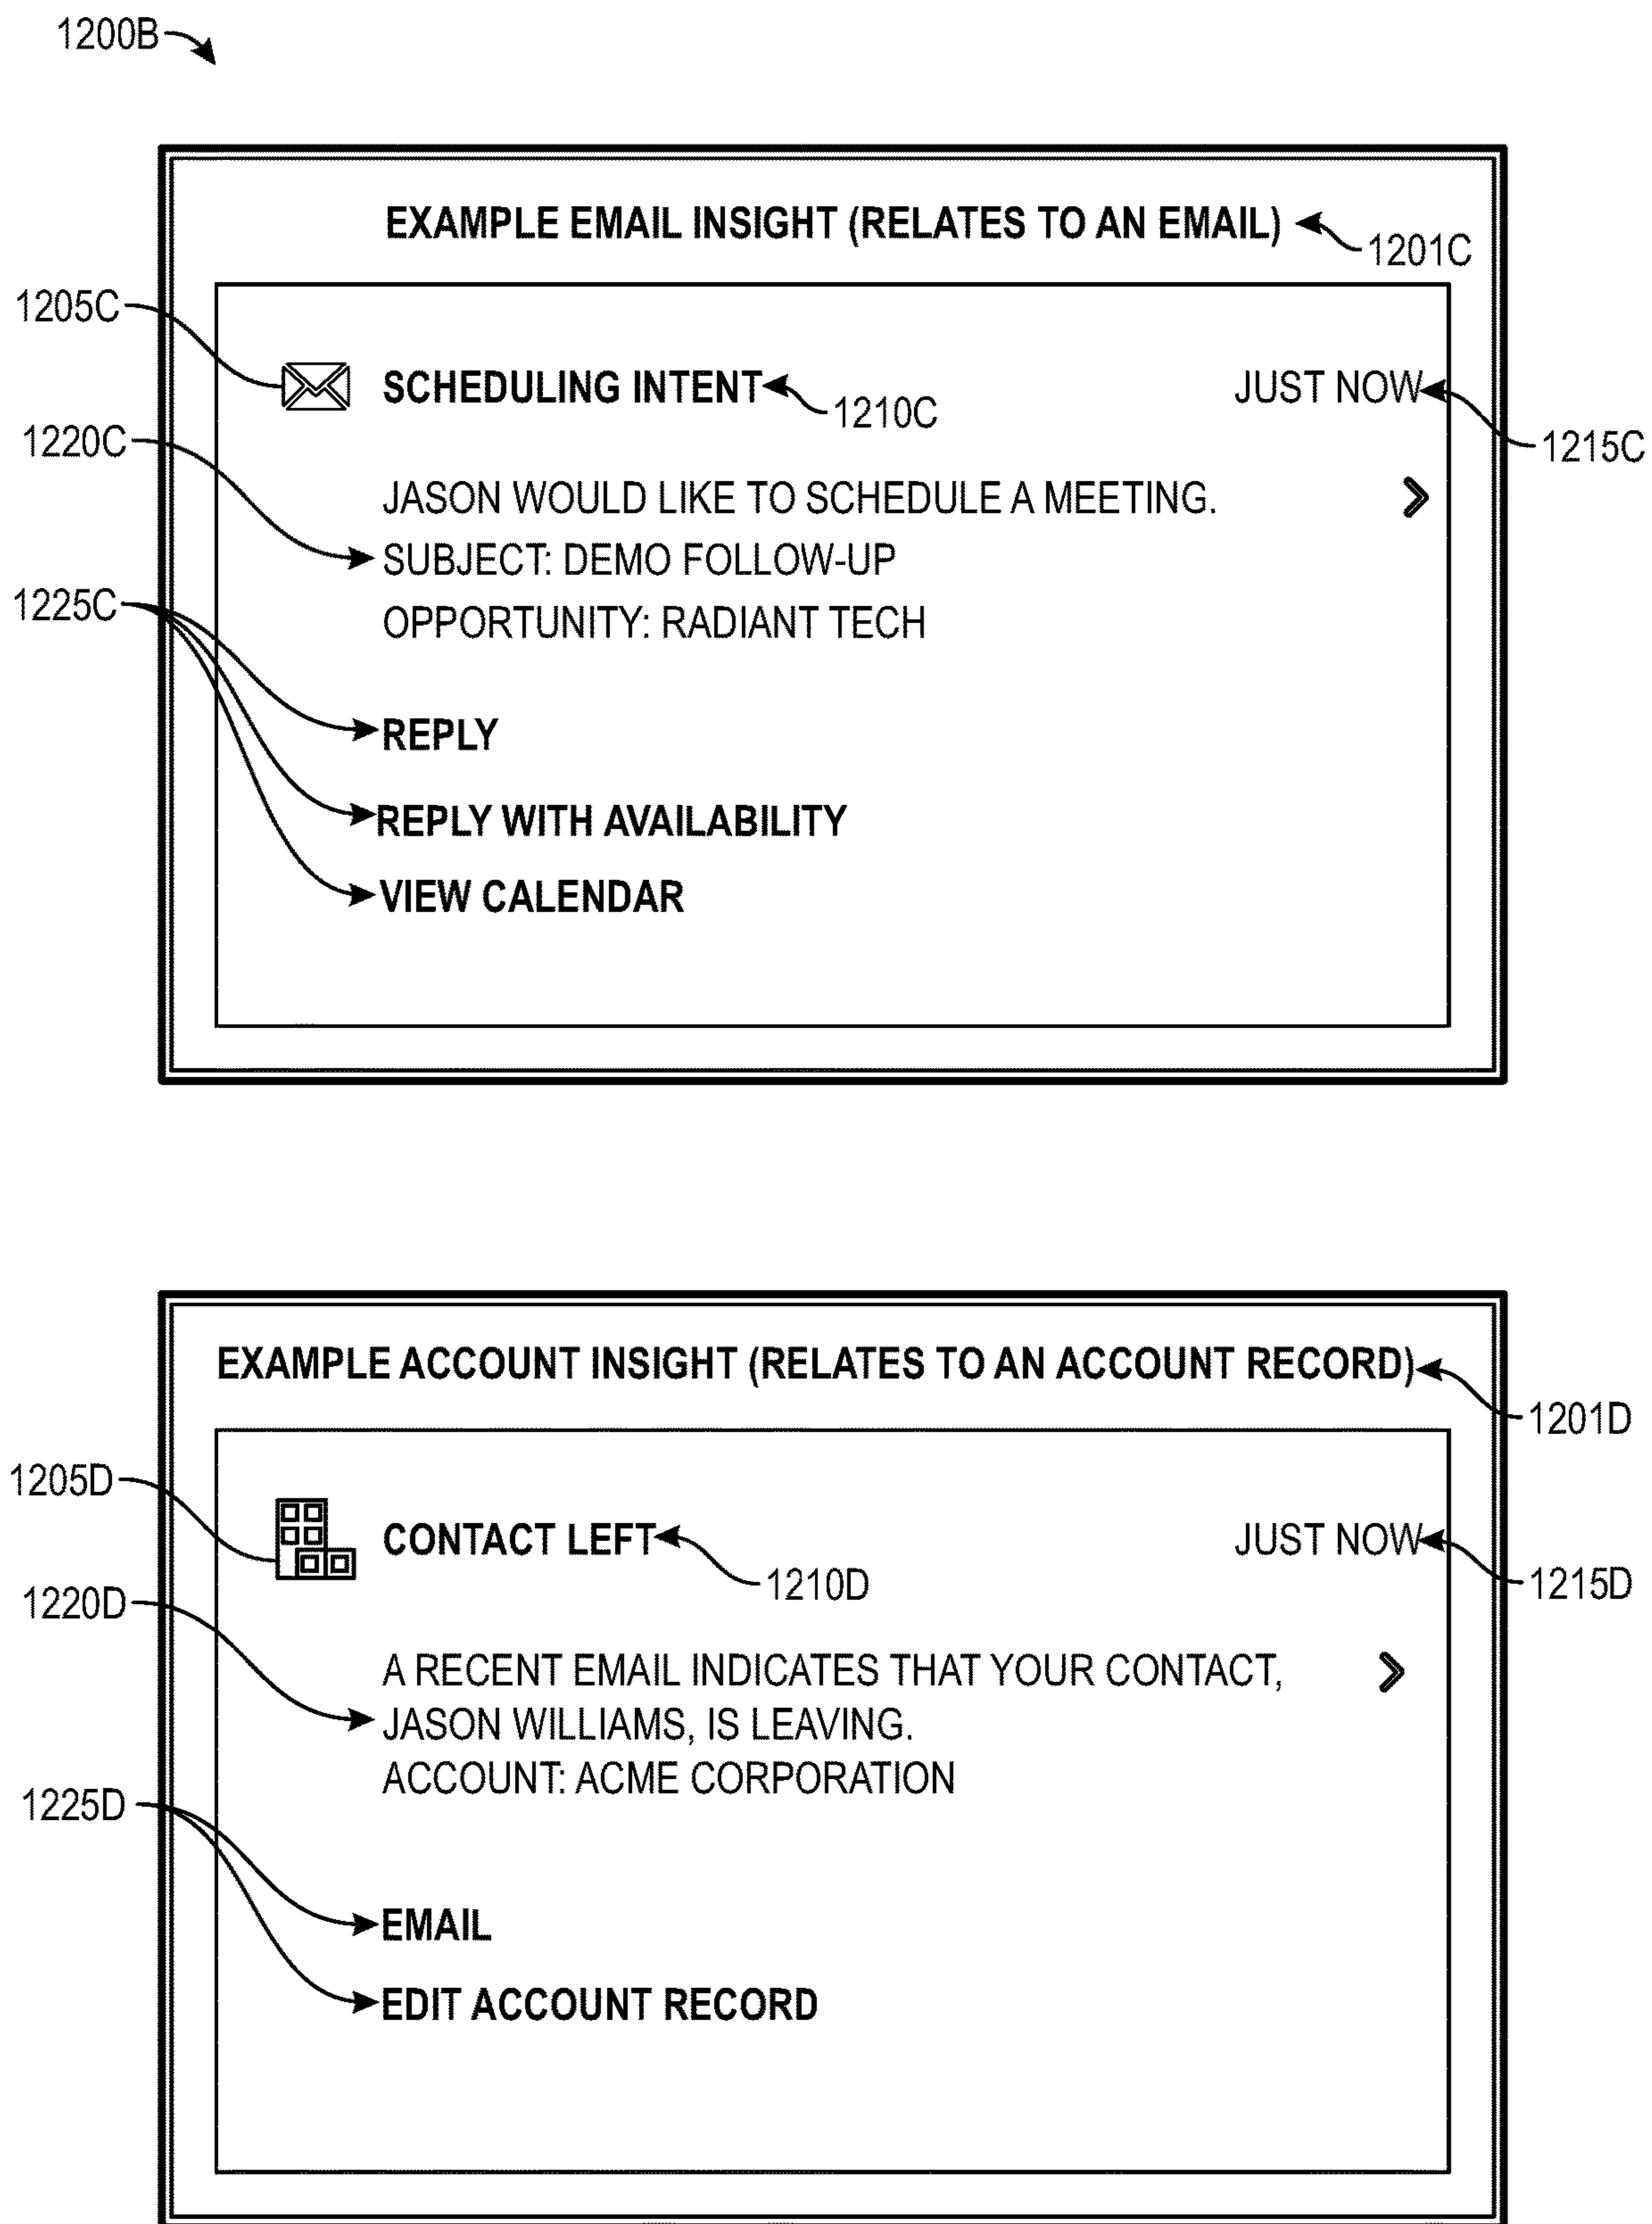 1200B
EXAMPLE EMAIL INSIGHT (RELATES TO AN EMAIL)
1201C
1205C
SCHEDULING INTENT
JUST NOW
1210C
1215C
1220C
JASON WOULD LIKE TO SCHEDULE A MEETING.
SUBJECT: DEMO FOLLOW-UP
1225C
OPPORTUNITY: RADIANT TECH
REPLY
REPLY WITH AVAILABILITY
VIEW CALENDAR
EXAMPLE ACCOUNT INSIGHT (RELATES TO AN ACCOUNT RECORD)
1201D
1205D
CONTACT LEFT
JUST NOW
1210D
1215D
1220D
A RECENT EMAIL INDICATES THAT YOUR CONTACT,
JASON WILLIAMS, IS LEAVING.
ACCOUNT: ACME CORPORATION
1225D
EMAIL
EDIT ACCOUNT RECORD